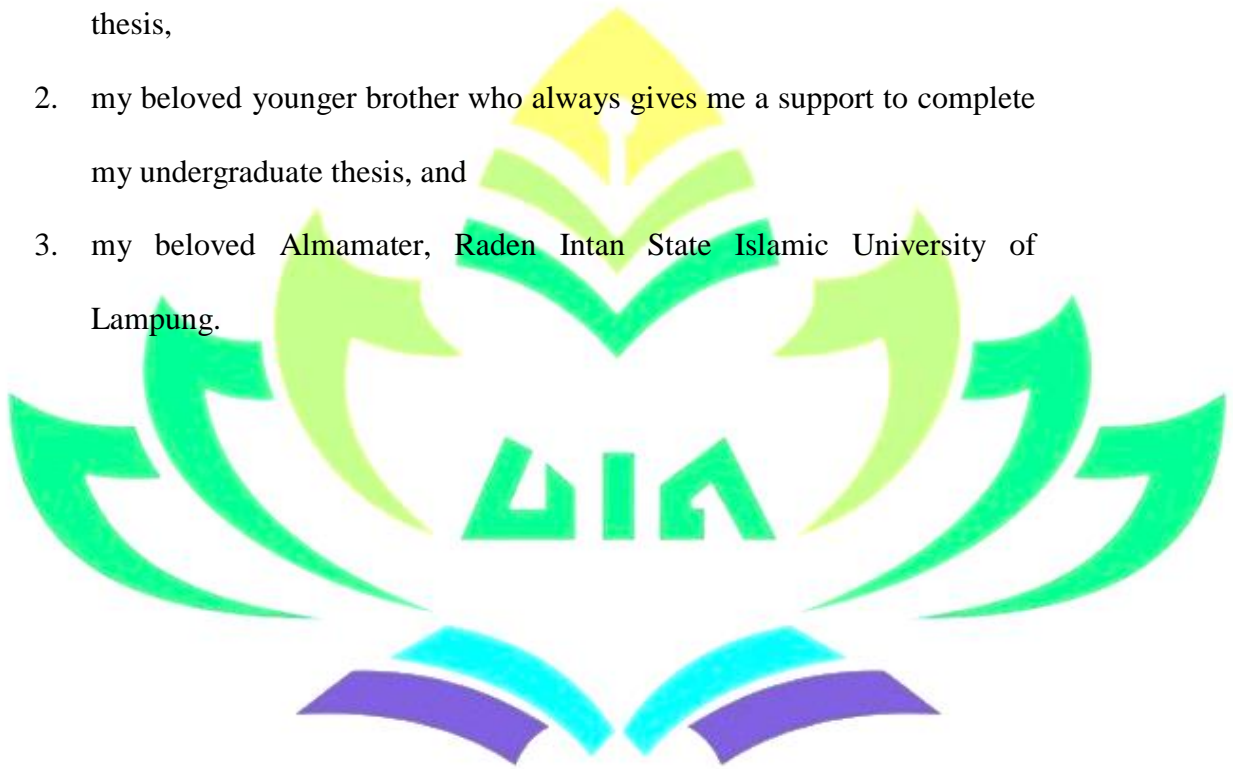 thesis,
2. my beloved younger brother who always gives me a support to complete
my undergraduate thesis, and
3. my beloved Almamater, Raden Intan State Islamic University of
Lampung.
UIN